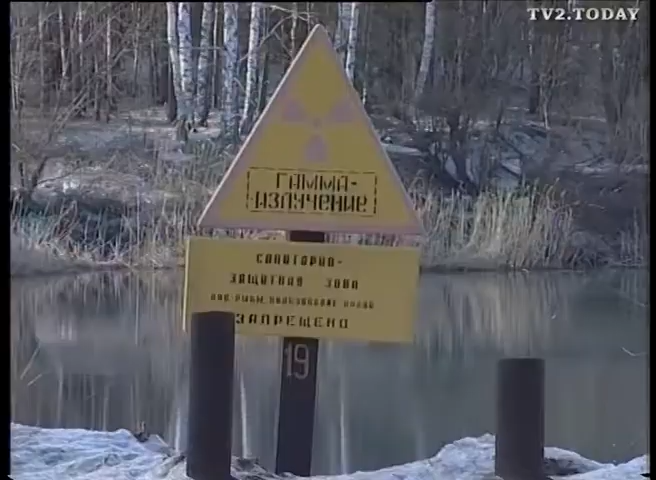 TV2.TODAY
ГАММА-
ИЗЛУЧЕНИЕ
САНИТАРНО-
ЗАЩИТНАЯ ЗОНА
ЗАПРЕЩЕНО
19